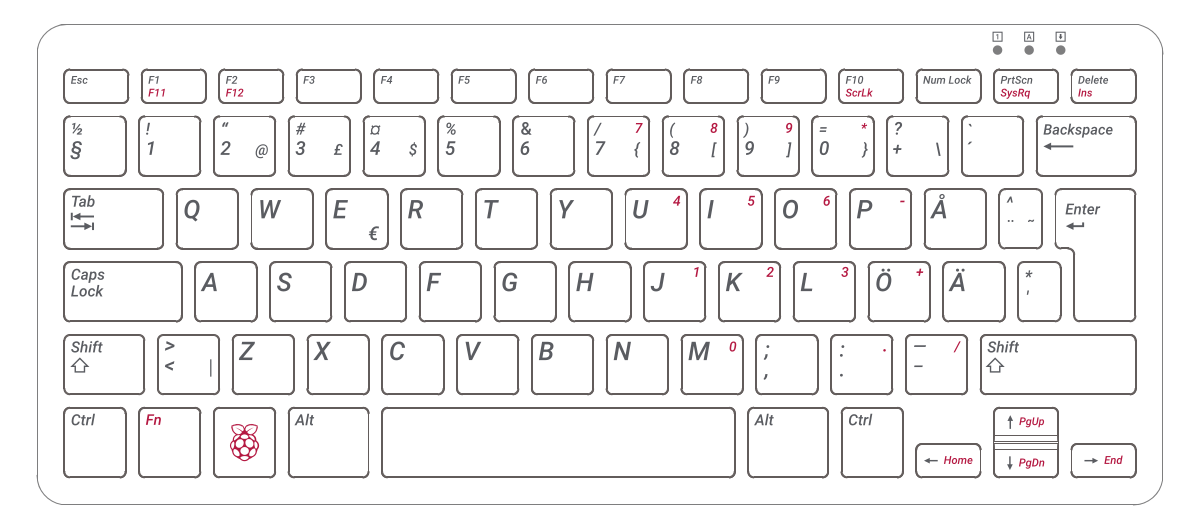 1 A
Esc F1 F2 F3 F4 F5 F6 F7 F8 F9 F10 Num Lock PrtScn Delete
F11 F12 ScrLk SysRq Ins
½ ! “ # ¤ % & / 7 ( 8 ) 9 = * ? ` Backspace
§ 1 2 @ 3 £ 4 $ 5 6 7 { 8 [ 9 ] 0 } + \ ´ ←
Tab Q W E R T Y U 4 I 5 O 6 P - Å ^ Enter
€ ¨ ~ ↵
Caps A S D F G H J 1 K 2 L 3 Ö + Ä *
Lock '
Shift > Z X C V B N M 0 ; : . — / Shift
⇧ < | , . – ⇧
Ctrl Fn Alt Alt Ctrl ↑ PgUp
← Home ↓ PgDn → End